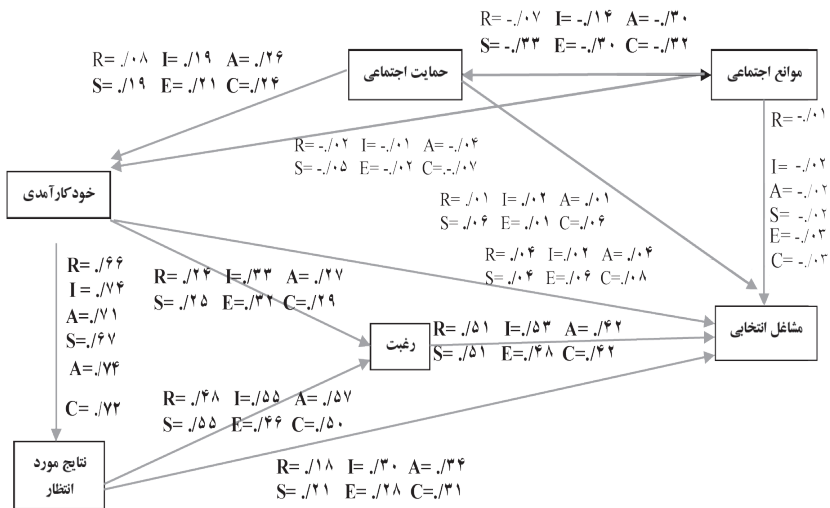 R= -./۰۷ I= -./۱۴ A= -./۳۰
S= -./۳۳ E= -./۳۰ C= -./۳۲
R= ./۰۸ I= ./۱۹ A= ./۲۶
S= ./۱۹ E= ./۲۱ C=./۲۴
حمایت اجتماعی
موانع اجتماعی
R= -./۰۱
I= -./۰۲
A= -./۰۲
S= -./۰۲
E= -./۰۳
C= -./۰۳
R= -./۰۲ I= -./۰۱ A= -./۰۴
S= -./۰۵ E= -./۰۲ C=.-./۰۷
خودکارآمدی
R= ./۰۱ I= ./۰۲ A= ./۰۱
S= ./۰۶ E= ./۰۱ C=./۰۶
R= ./۰۴ I=./۰۲ A= ./۰۴
S= ./۰۴ E=./۰۶ C=./۰۸
R= ./۶۶
I = ./۷۴
A=./۷۱
S=./۶۷
A=./۷۴
C= ./۷۲
R= ./۲۴ I=./۳۳ A= ./۲۷
S= ./۲۵ E=./۳۲ C=./۲۹
رغبت
R= ./۵۱ I=./۵۳ A= ./۴۲
S= ./۵۱ E=./۴۸ C=./۴۲
مشاغل انتخابی
R= ./۴۸ I=./۵۵ A= ./۵۷
S= ./۵۵ E=./۴۶ C=./۵۰
نتایج مورد
انتظار
R= ./۱۸ I= ./۳۰ A= ./۳۴
S= ./۲۱ E= ./۲۸ C=./۳۱